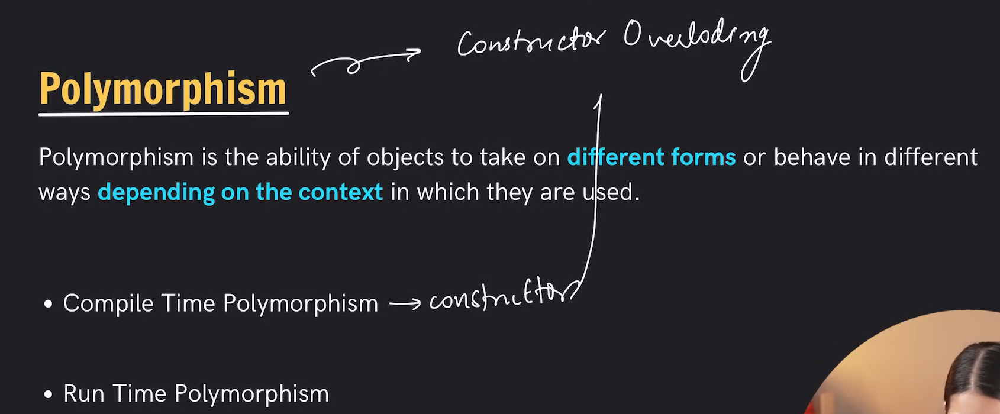 Constructor Overloding
Polymorphism
Polymorphism is the ability of objects to take on different forms or behave in different
ways depending on the context in which they are used.
• Compile Time Polymorphism → constructor
• Run Time Polymorphism